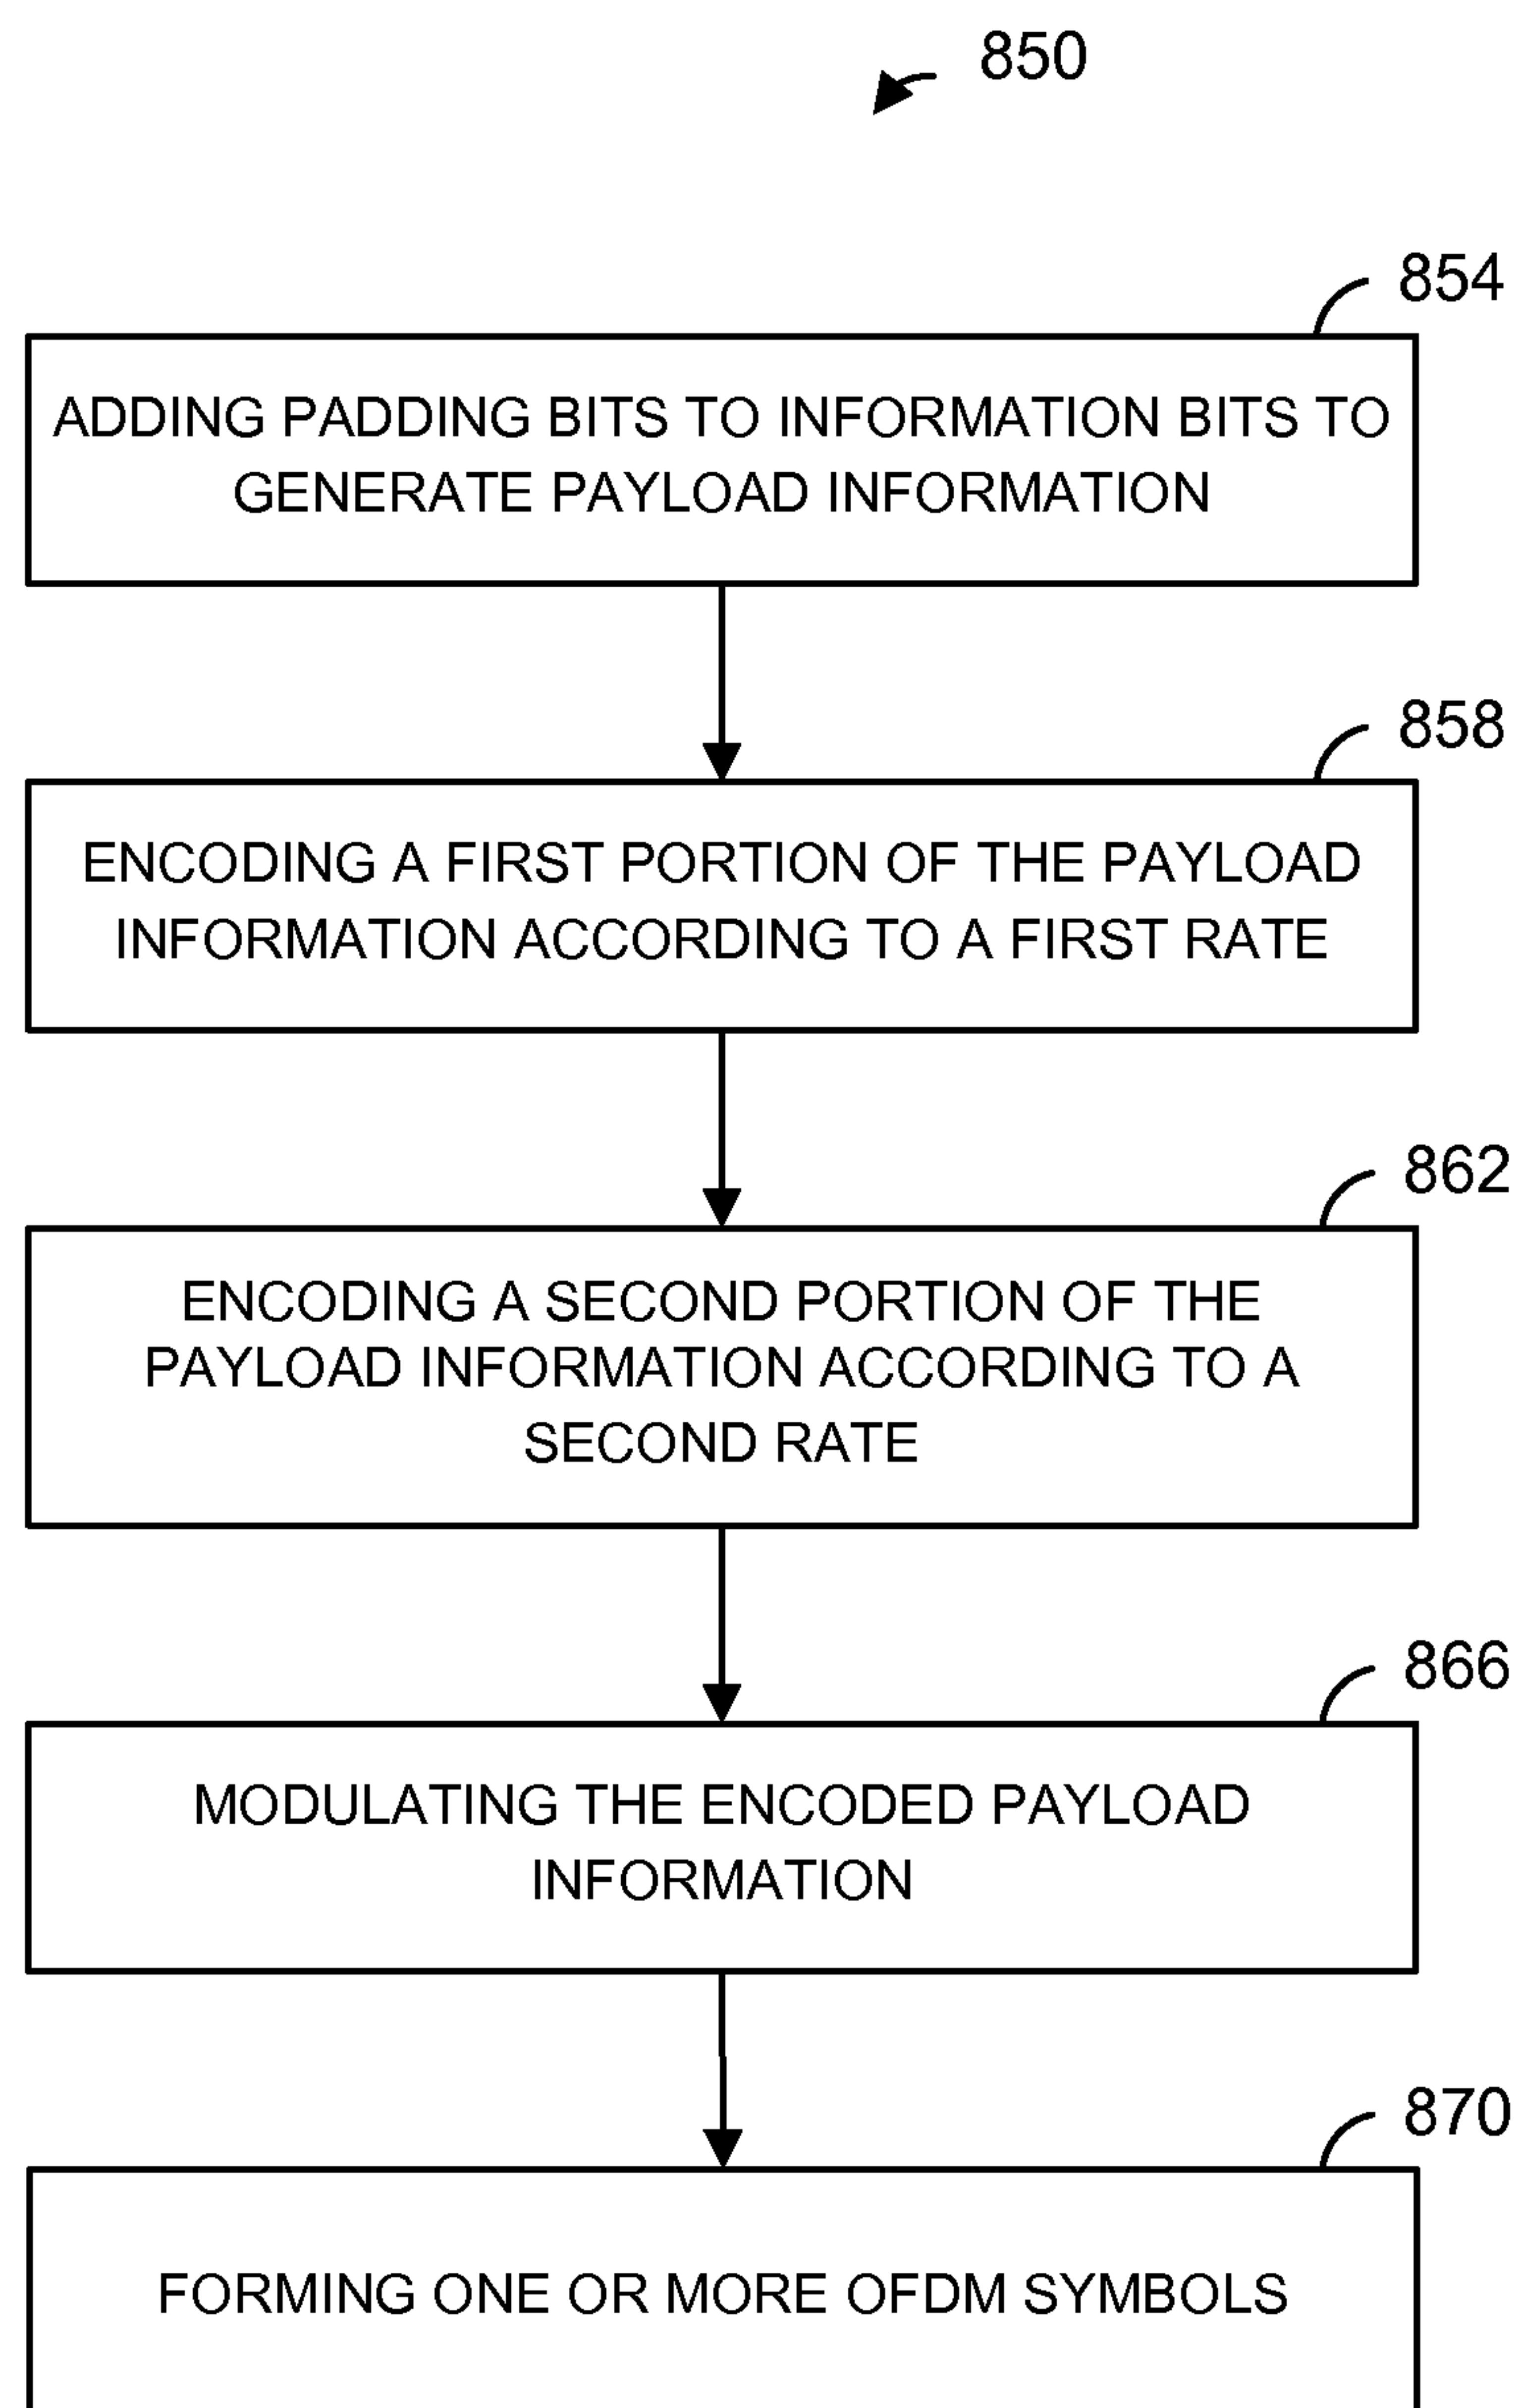 850
854
ADDING PADDING BITS TO INFORMATION BITS TO
GENERATE PAYLOAD INFORMATION
858
ENCODING A FIRST PORTION OF THE PAYLOAD
INFORMATION ACCORDING TO A FIRST RATE
862
ENCODING A SECOND PORTION OF THE
PAYLOAD INFORMATION ACCORDING TO A
SECOND RATE
866
MODULATING THE ENCODED PAYLOAD
INFORMATION
870
FORMING ONE OR MORE OFDM SYMBOLS